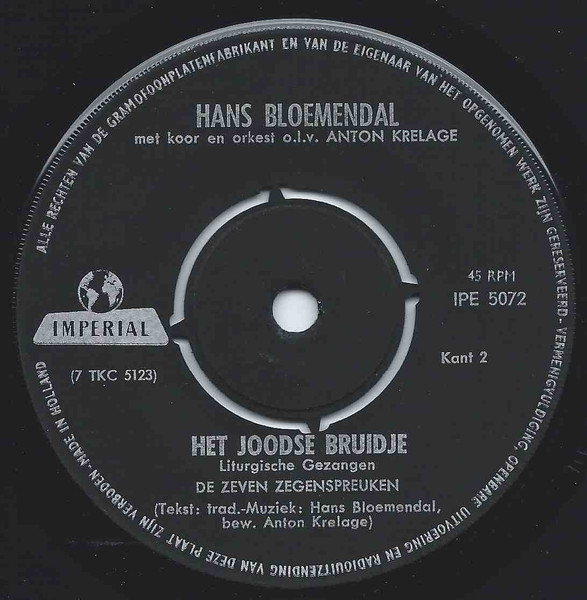 ALLE RECHTEN VAN DE GRAMOFOONPLATENFABRIKANT EN VAN DE EIGENAAR VAN HET OPGENOMEN WERK ZIJN GERESERVEERD - VERMENIGVULDIGING, OPENBARE UITVOERING EN RADIOUITZENDING VAN DEZE PLAAT ZIJN VERBODEN - MADE IN HOLLAND
HANS BLOEMENDAL
met koor en orkest o.l.v. ANTON KRELAGE
45 RPM
IPE 5072
IMPERIAL
(7 TKC 5123)
Kant 2
HET JOODSE BRUIDJE
Liturgische Gezangen
DE ZEVEN ZEGENSPREUKEN
(Tekst: trad.-Muziek: Hans Bloemendal,
bew. Anton Krelage)